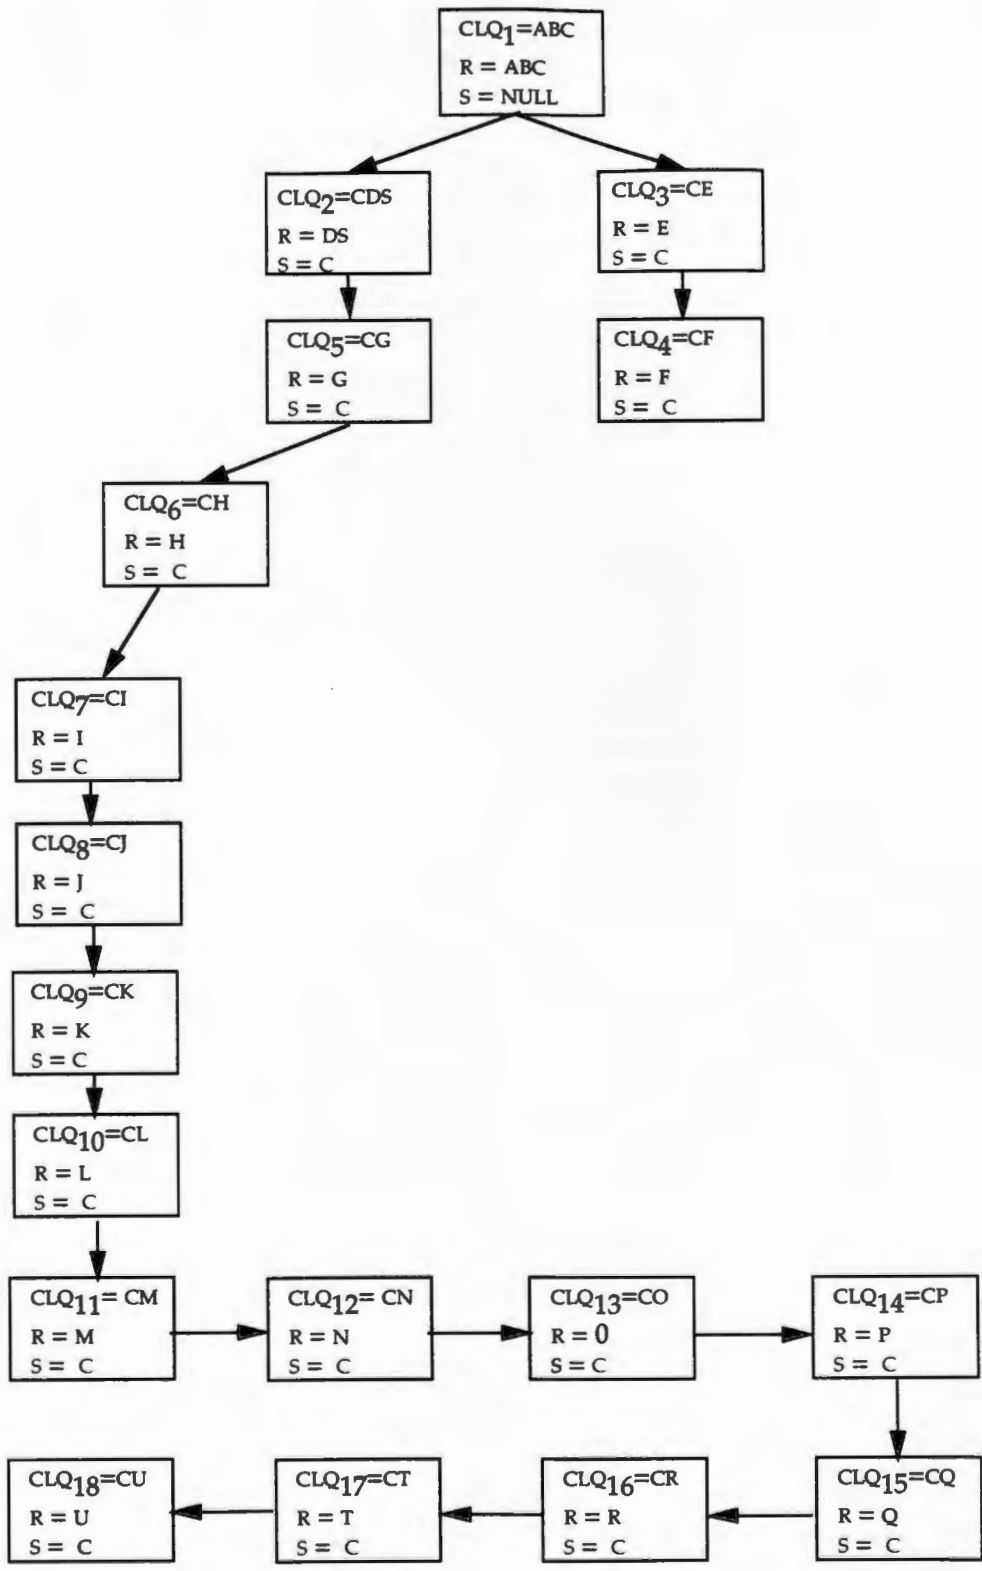 CLQ1=ABC
R = ABC
S = NULL
CLQ2=CDS
R = DS
S = C
CLQ3=CE
R = E
S = C
CLQ5=CG
R = G
S = C
CLQ4=CF
R = F
S = C
CLQ6=CH
R = H
S = C
CLQ7=CI
R = I
S = C
CLQ8=CJ
R = J
S = C
CLQ9=CK
R = K
S = C
CLQ10=CL
R = L
S = C
CLQ11= CM
R = M
S = C
CLQ12= CN
R = N
S = C
CLQ13=CO
R = 0
S = C
CLQ14=CP
R = P
S = C
CLQ18=CU
R = U
S = C
CLQ17=CT
R = T
S = C
CLQ16=CR
R = R
S = C
CLQ15=CQ
R = Q
S = C